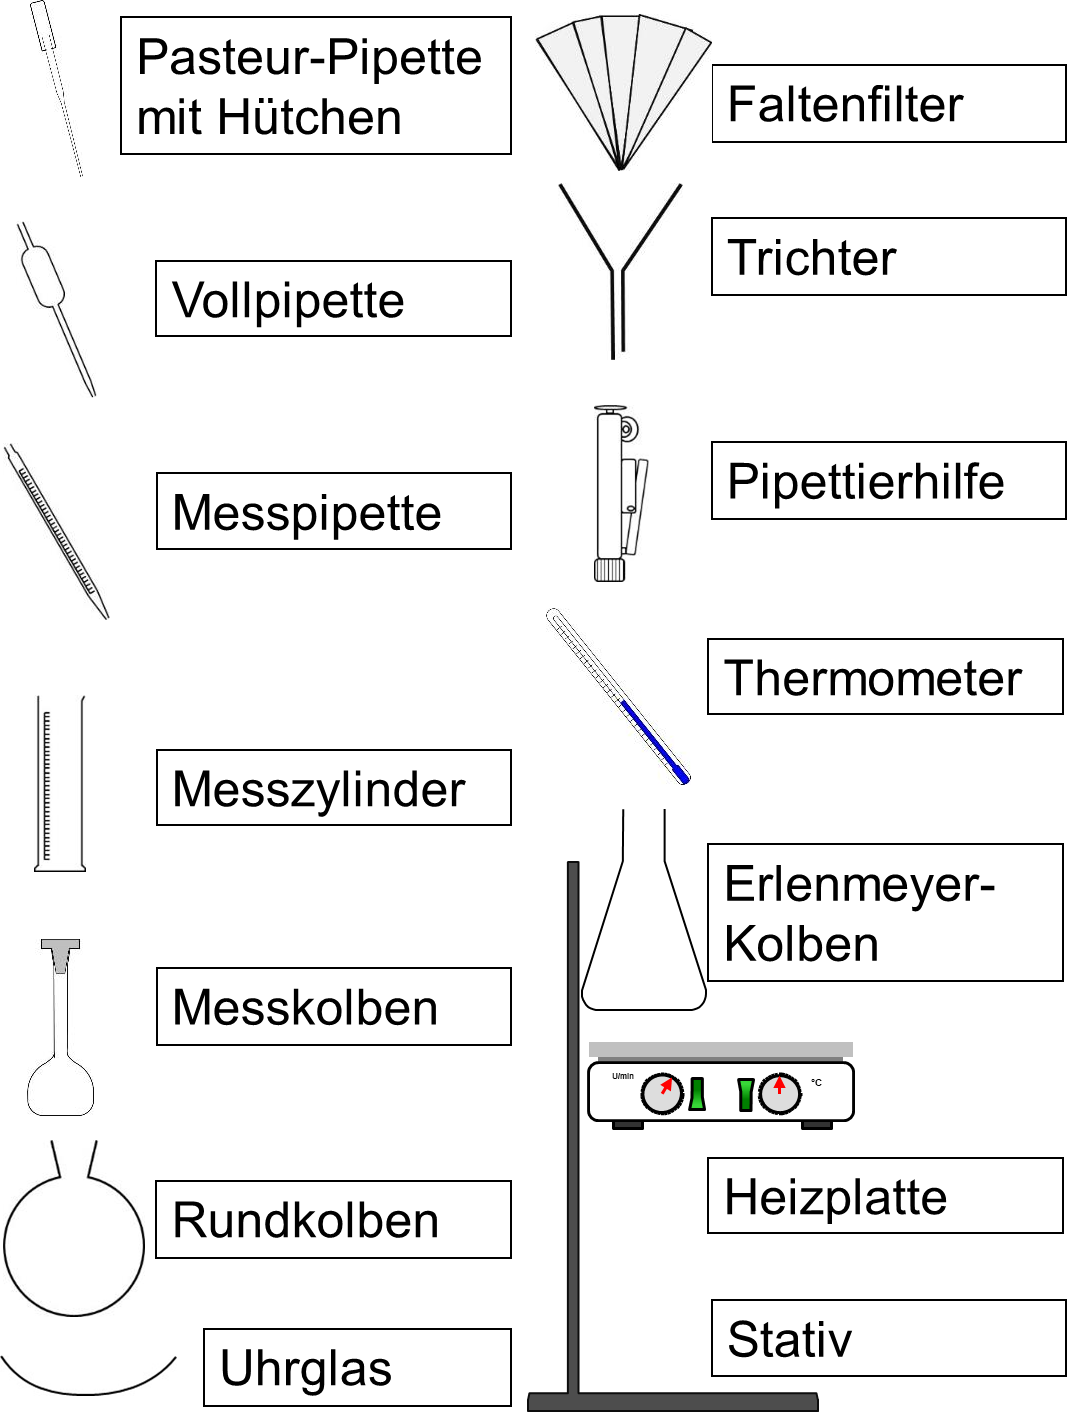 Pasteur-Pipette
mit Hütchen
Vollpipette
Messpipette
Messzylinder
Messkolben
Rundkolben
Uhrglas
Faltenfilter
Trichter
Pipettierhilfe
Thermometer
Erlenmeyer-
Kolben
U/min
°C
Heizplatte
Stativ